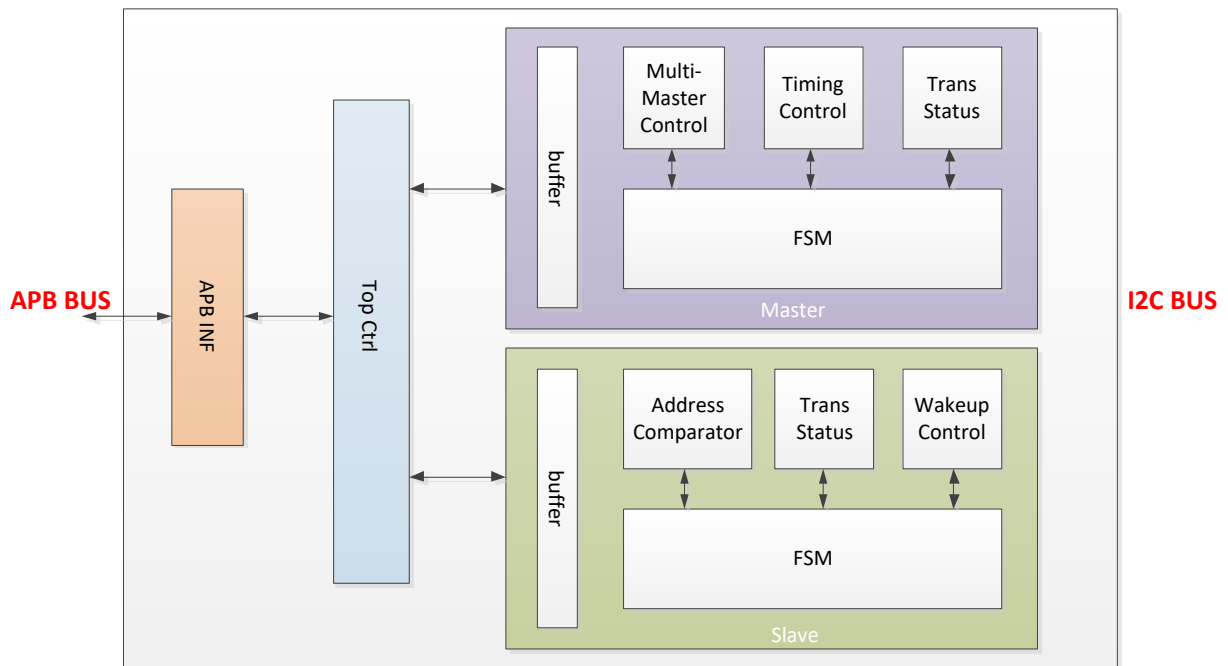 APB BUS
APB INF
Top Ctrl
buffer
Multi-
Master
Control
Timing
Control
Trans
Status
FSM
Master
buffer
Address
Comparator
Trans
Status
Wakeup
Control
FSM
Slave
I2C BUS